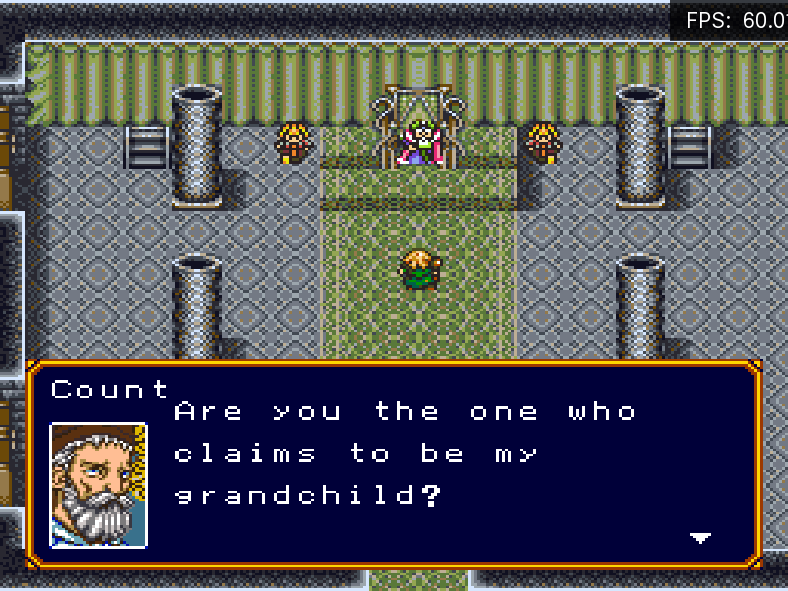 FPS: 60.0
Count
Are you the one who
claims to be my
grandchild?